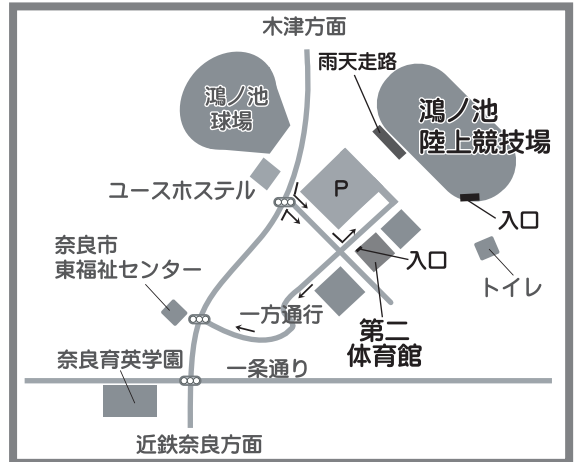 木津方面
雨天走路
鴻ノ池
球場
鴻ノ池
陸上競技場
P
ユースホステル
入口
奈良市
東福祉センター
入口
トイレ
一方通行
第二
体育館
奈良育英学園
一条通り
近鉄奈良方面